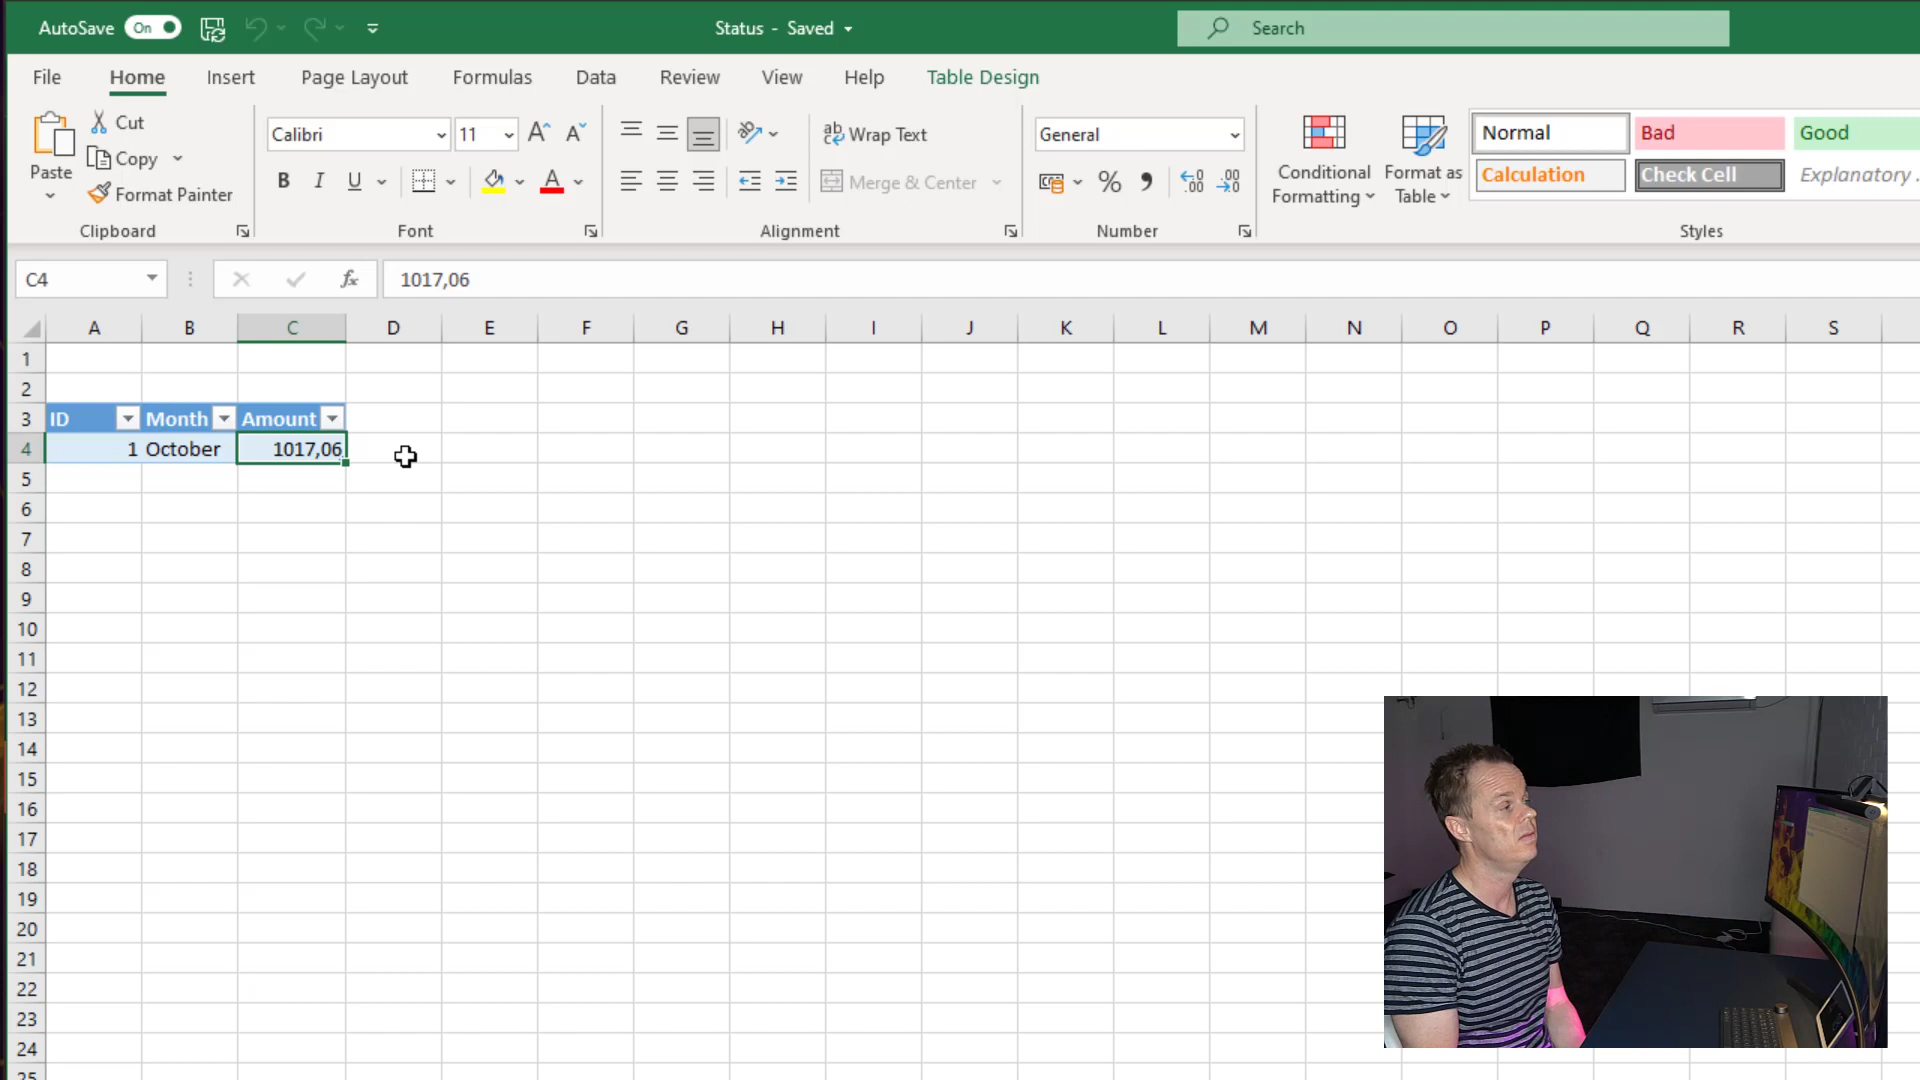 AutoSave On Status - Saved Search
File Home Insert Page Layout Formulas Data Review View Help Table Design
Paste
Cut
Copy
Format Painter
Clipboard
Calibri 11
B I U A
Font
Wrap Text
Merge & Center
Alignment
General
Number
Conditional Formatting
Format as Table
Normal Bad Good
Calculation Check Cell Explanatory ...
Styles
C4 fx 1017,06
A B C D E F G H I J K L M N O P Q R S
1
2
3 ID Month Amount
4 1 October 1017,06
5
6
7
8
9
10
11
12
13
14
15
16
17
18
19
20
21
22
23
24
25